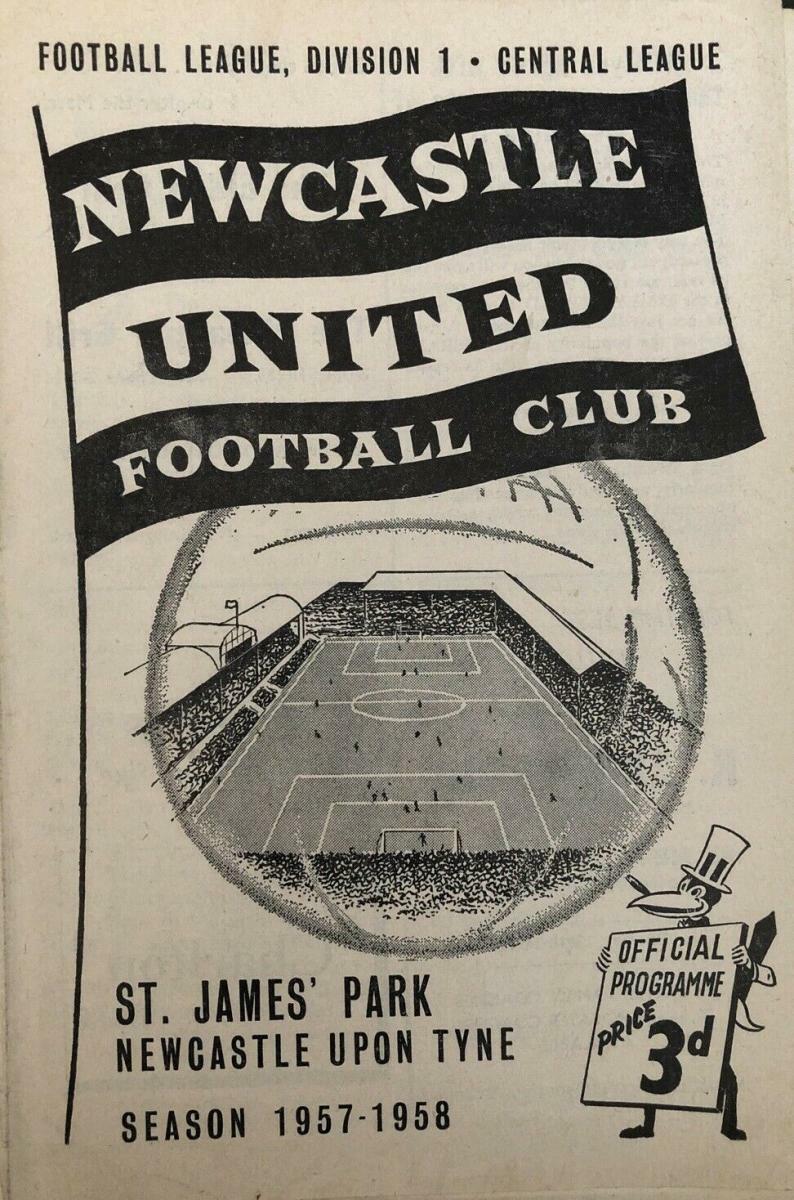 FOOTBALL LEAGUE, DIVISION 1 • CENTRAL LEAGUE
NEWCASTLE
UNITED
FOOTBALL CLUB
ST. JAMES' PARK
NEWCASTLE UPON TYNE
SEASON 1957-1958
OFFICIAL
PROGRAMME
PRICE
3d